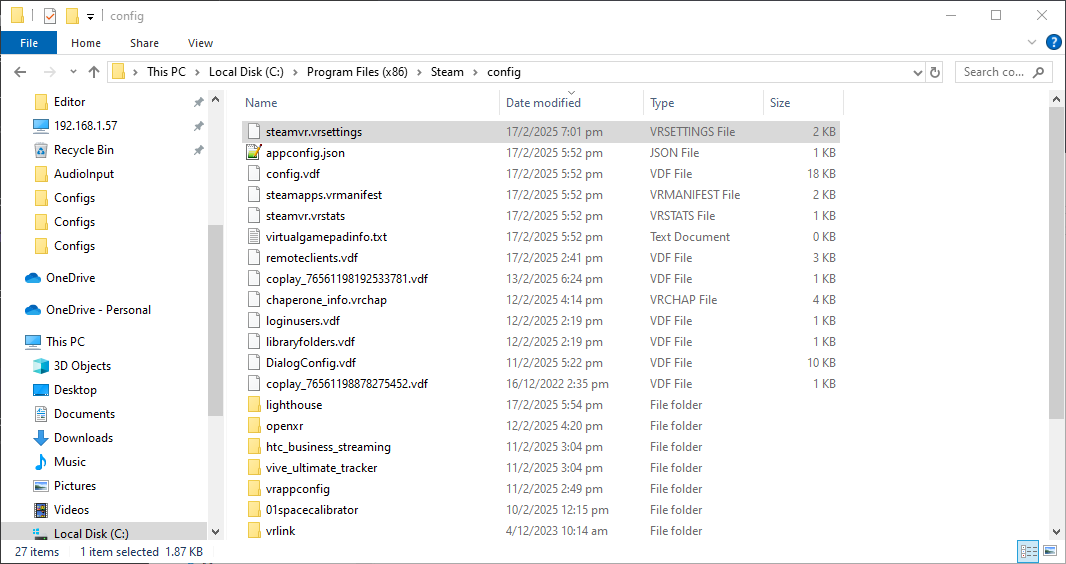 config
File Home Share View
This PC Local Disk (C:) Program Files (x86) Steam config
Search co...
Editor
192.168.1.57
Recycle Bin
AudioInput
Configs
Configs
Configs
OneDrive
OneDrive - Personal
This PC
3D Objects
Desktop
Documents
Downloads
Music
Pictures
Videos
Local Disk (C:)
Name Date modified Type Size
steamvr.vrsettings 17/2/2025 7:01 pm VRSETTINGS File 2 KB
appconfig.json 17/2/2025 5:52 pm JSON File 1 KB
config.vdf 17/2/2025 5:52 pm VDF File 18 KB
steamapps.vrmanifest 17/2/2025 5:52 pm VRMANIFEST File 2 KB
steamvr.vrstats 17/2/2025 5:52 pm VRSTATS File 1 KB
virtualgamepadinfo.txt 17/2/2025 5:52 pm Text Document 0 KB
remoteclients.vdf 17/2/2025 2:41 pm VDF File 3 KB
coplay_76561198192533781.vdf 13/2/2025 6:24 pm VDF File 1 KB
chaperone_info.vrchap 12/2/2025 4:14 pm VRCHAP File 4 KB
loginusers.vdf 12/2/2025 2:19 pm VDF File 1 KB
libraryfolders.vdf 12/2/2025 2:19 pm VDF File 1 KB
DialogConfig.vdf 11/2/2025 5:22 pm VDF File 10 KB
coplay_76561198878275452.vdf 16/12/2022 2:35 pm VDF File 1 KB
lighthouse 17/2/2025 5:54 pm File folder
openxr 12/2/2025 4:20 pm File folder
htc_business_streaming 11/2/2025 3:04 pm File folder
vive_ultimate_tracker 11/2/2025 3:04 pm File folder
vrappconfig 11/2/2025 2:49 pm File folder
01spacecalibrator 10/2/2025 12:15 pm File folder
vrlink 4/12/2023 10:14 am File folder
27 items 1 item selected 1.87 KB